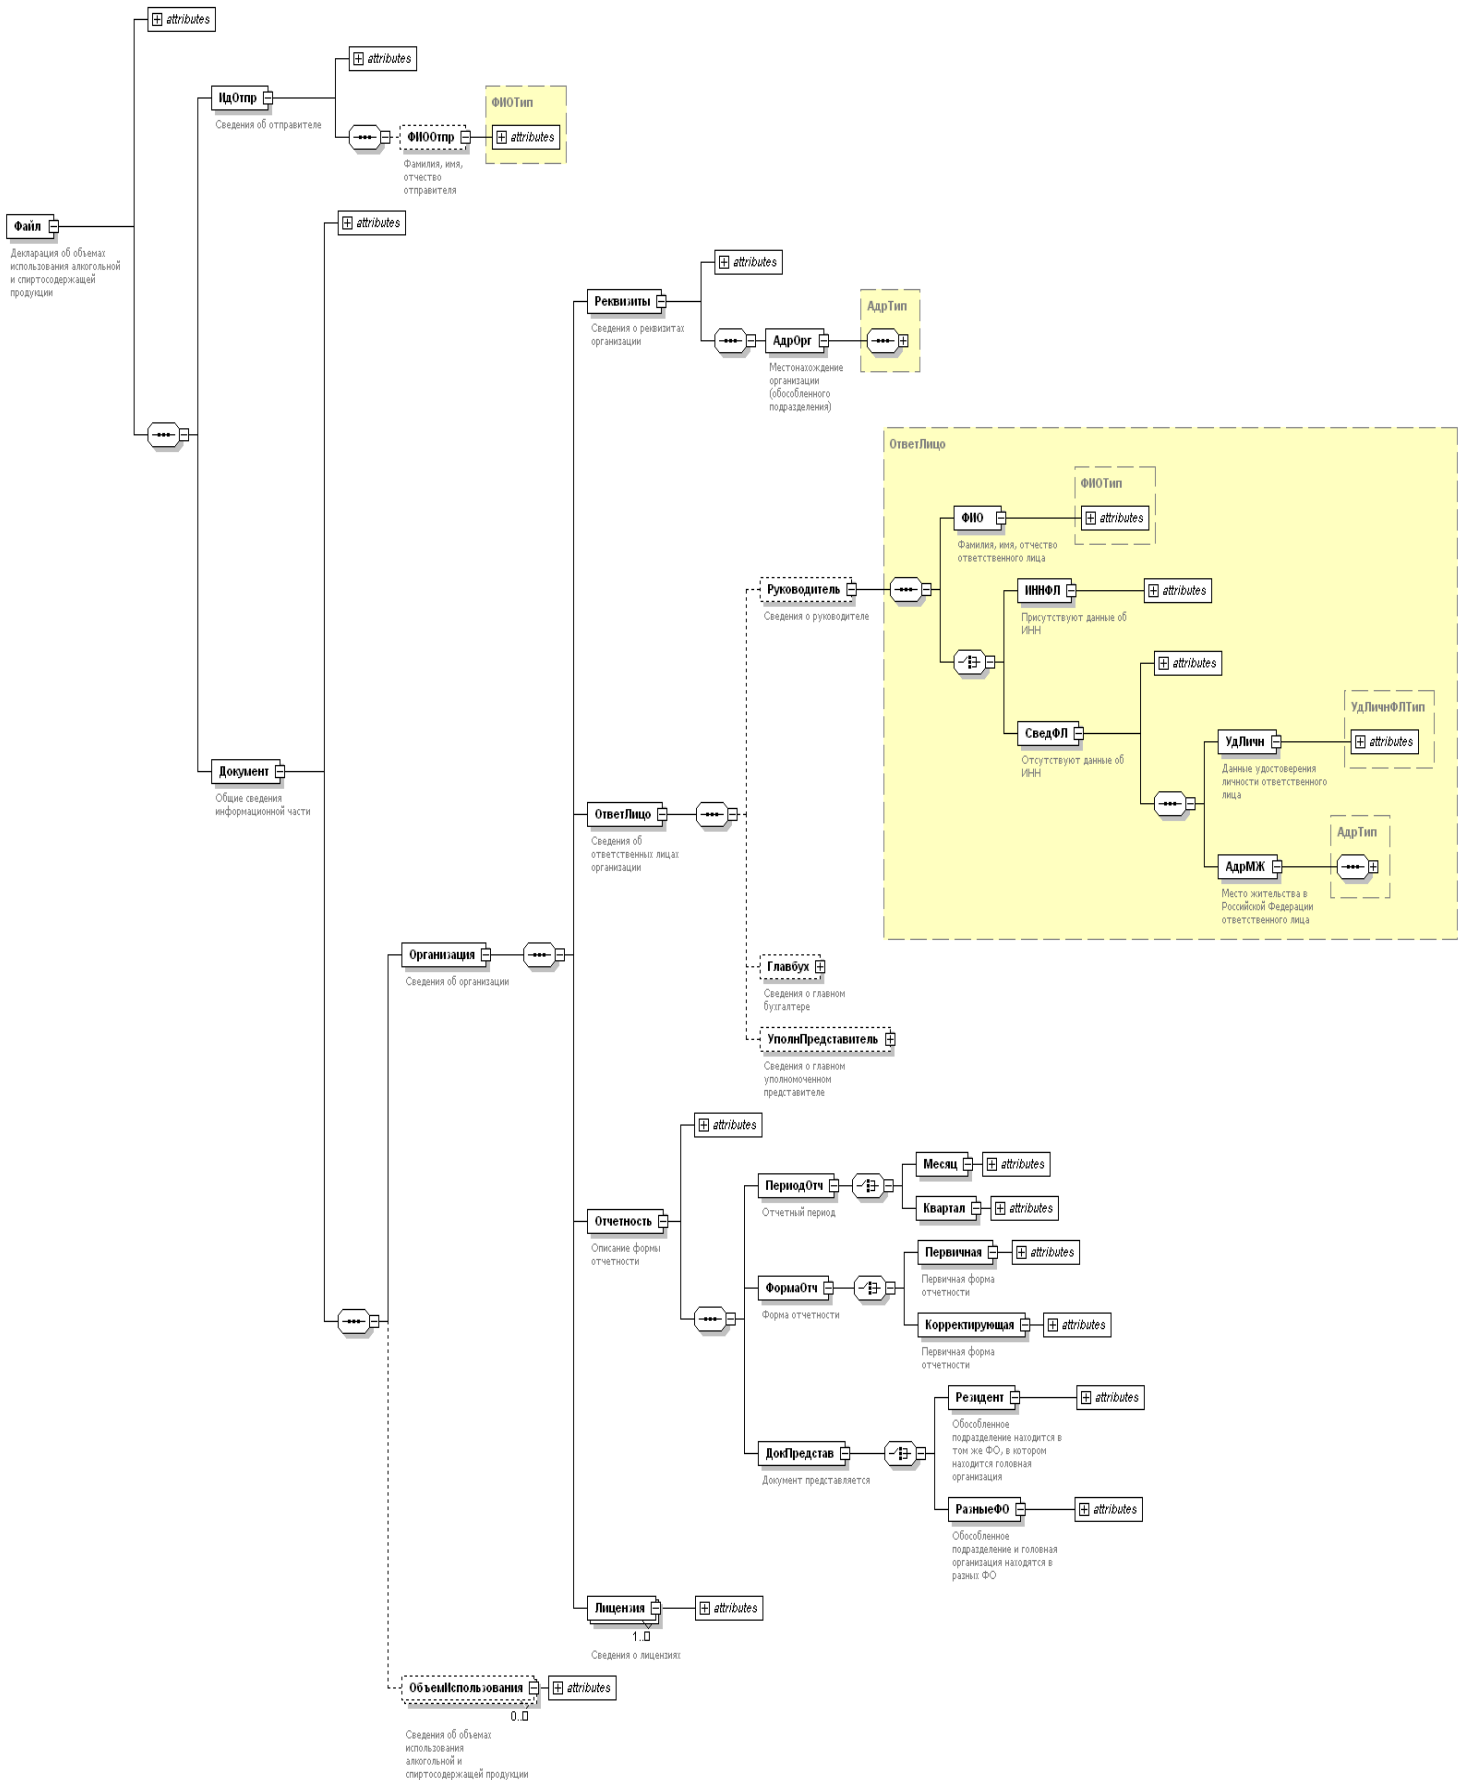 attributes
attributes
ИдОтпр
Сведения об отправителе
ФИОТип
ФИООтпр
attributes
Фамилия, имя,
отчество
отправителя
Файл
Декларация об объемах
использования алкогольной
и спиртосодержащей
продукции
attributes
attributes
Реквизиты
Сведения о реквизитах
организации
АдрТип
АдрОрг
Местонахождение
организации
(обособленного
подразделения)
ОтветЛицо
ФИОТип
ФИО
attributes
Фамилия, имя, отчество
ответственного лица
Руководитель
Сведения о руководителе
ИННФЛ
attributes
Присутствуют данные об
ИНН
attributes
СведФЛ
Отсутствуют данные об
ИНН
УдЛичнФЛТип
УдЛичн
attributes
Данные удостоверения
личности ответственного
лица
Документ
Общие сведения
информационной части
ОтветЛицо
Сведения об
ответственных лицах
организации
АдрТип
АдрМЖ
Место жительства в
Российской Федерации
ответственного лица
Организация
Сведения об организации
Главбух
Сведения о главном
бухгалтере
УполнПредставитель
Сведения о главном
уполномоченном
представителе
attributes
ПериодОтч
Отчетный период
Месяц
attributes
Квартал
attributes
Отчетность
Описание формы
отчетности
Первичная
attributes
Первичная форма
отчетности
ФормаОтч
Форма отчетности
Корректирующая
attributes
Первичная форма
отчетности
Резидент
attributes
Обособленное
подразделение находится в
том же ФО, в котором
находится головная
организация
ДокПредстав
Документ представляется
РазныеФО
attributes
Обособленное
подразделение и головная
организация находятся в
разных ФО
Лицензия
attributes
1..
Сведения о лицензиях
ОбъемИспользования
attributes
0..
Сведения об объемах
использования
алкогольной и
спиртосодержащей продукции